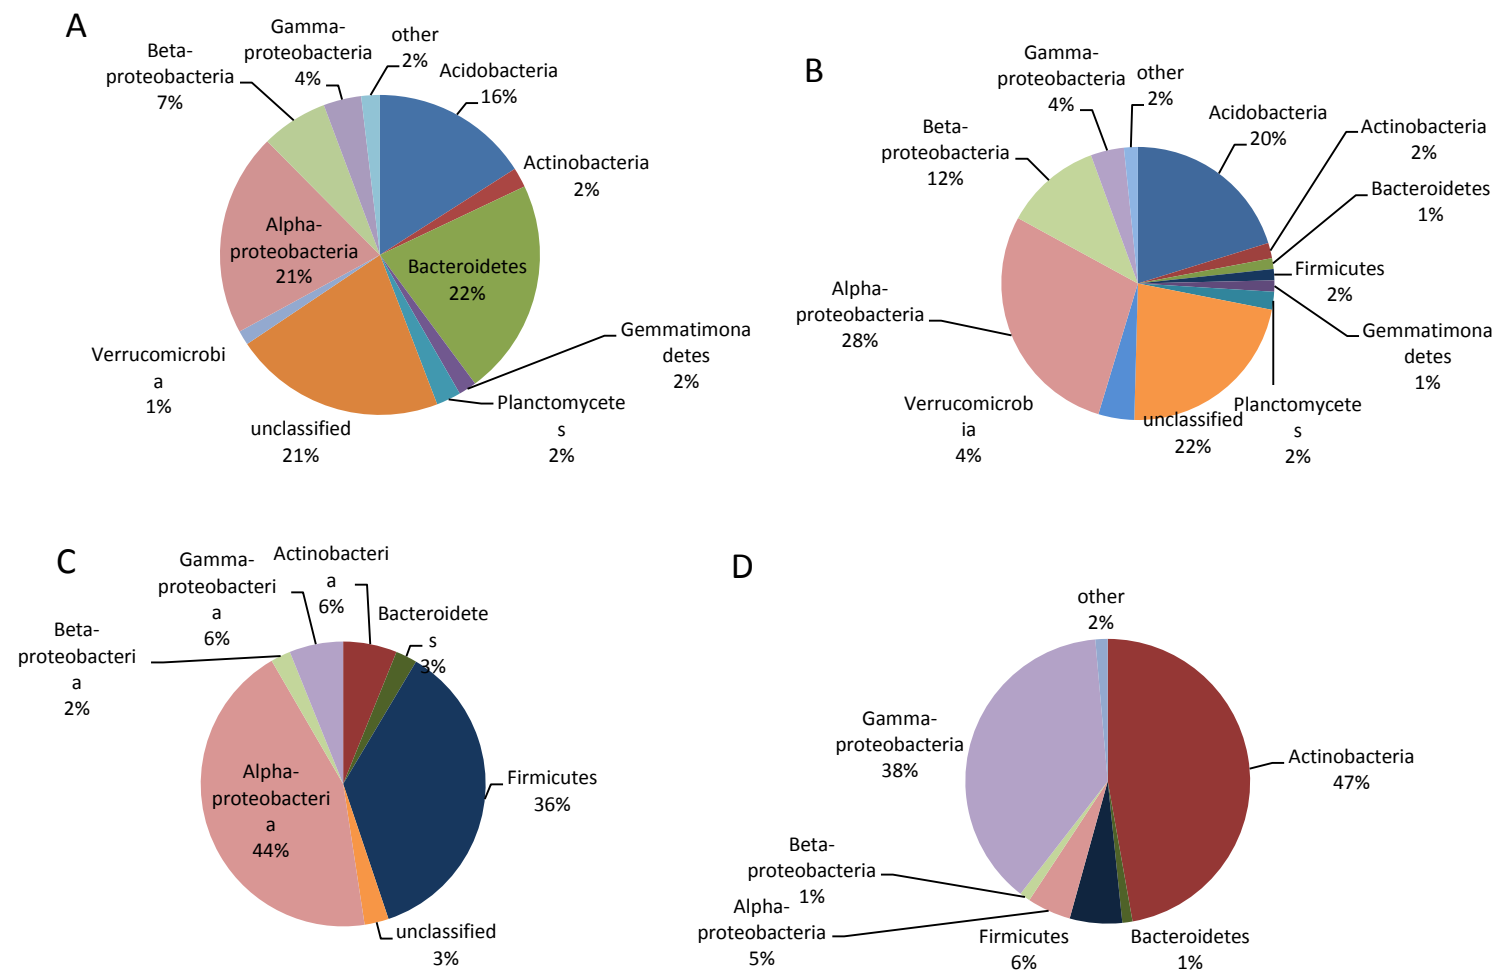 A
Gamma-
proteobacteria
4%
other
2%
Beta-
proteobacteria
7%
Acidobacteria
16%
Actinobacteria
2%
Alpha-
proteobacteria
21%
Bacteroidetes
22%
Gemmatimona
detes
2%
Verrucomicrobi
a
1%
Planctomycete
s
2%
unclassified
21%
B
Gamma-
proteobacteria
4%
other
2%
Acidobacteria
20%
Actinobacteria
2%
Beta-
proteobacteria
12%
Bacteroidetes
1%
Firmicutes
2%
Alpha-
proteobacteria
28%
Gemmatimona
detes
1%
Verrucomicrob
ia
4%
unclassified
22%
Planctomycete
s
2%
C
Gamma-
proteobacteri
a
6%
Actinobacteri
a
6%
Bacteroidete
s
3%
Beta-
proteobacteri
a
2%
Firmicutes
36%
Alpha-
proteobacteri
a
44%
unclassified
3%
D
other
2%
Gamma-
proteobacteria
38%
Actinobacteria
47%
Beta-
proteobacteria
1%
Alpha-
proteobacteria
5%
Firmicutes
6%
Bacteroidetes
1%